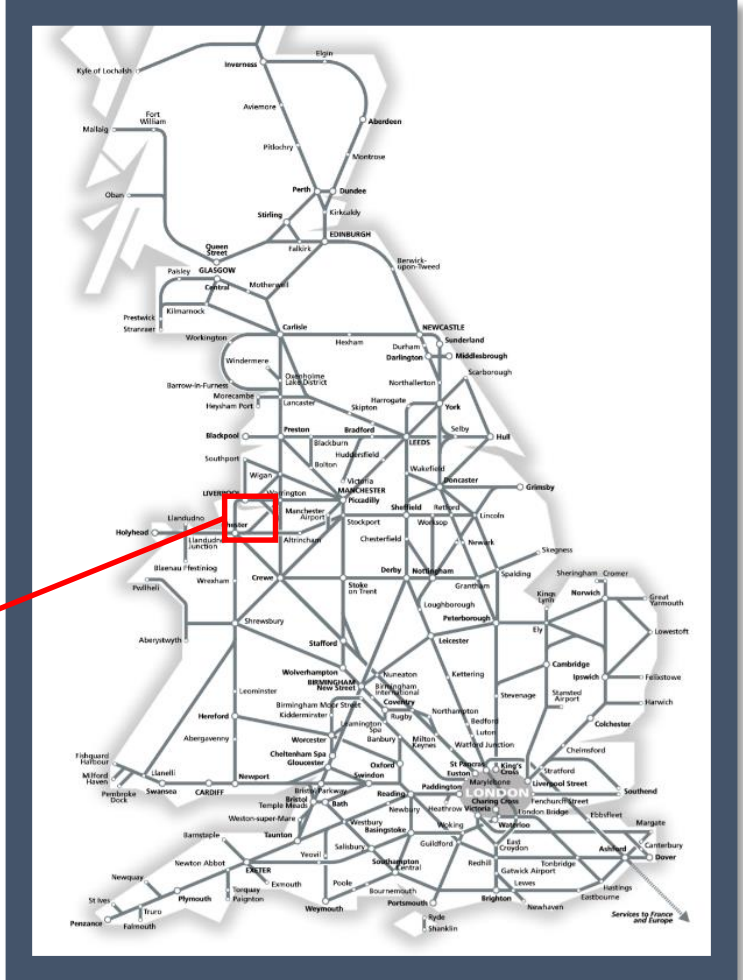 Elgin
Inverness
Kyle of Lochalsh
Aviemore
Fort
William
Mallaig
Aberdeen
Pitlochry
Montrose
Perth
Dundee
Oban
Stirling
Kirkcaldy
EDINBURGH
Queen
Street
Falkirk
Berwick-
upon-Tweed
Paisley
GLASGOW
Central
Motherwell
Prestwick
Kilmarnock
Stranraer
Carlisle
NEWCASTLE
Workington
Hexham
Sunderland
Durham
Darlington
Middlesbrough
Windermere
Scarborough
Oxenholme
Lake District
Northallerton
Barrow-in-Furness
Morecambe
Heysham Port
Lancaster
Harrogate
York
Skipton
Blackpool
Preston
Bradford
Selby
Hull
Blackburn
LEEDS
Huddersfield
Southport
Bolton
Wakefield
Wigan
Victoria
Doncaster
Grimsby
LIVERPOOL
Warrington
MANCHESTER
Piccadilly
Manchester
Airport
Sheffield
Retford
Lincoln
Llandudno
Stockport
Worksop
Holyhead
Llandudno
Junction
Altrincham
Chesterfield
Newark
Blaenau Ffestiniog
Skegness
Pwllheli
Wrexham
Crewe
Stoke
on Trent
Derby
Nottingham
Spalding
Sheringham
Cromer
Grantham
Kings
Lynn
Norwich
Great
Yarmouth
Loughborough
Shrewsbury
Peterborough
Ely
Lowestoft
Aberystwyth
Stafford
Leicester
Wolverhampton
Cambridge
BIRMINGHAM
New Street
Nuneaton
Kettering
Ipswich
Felixstowe
Birmingham
International
Leominster
Stevenage
Stansted
Airport
Birmingham Moor Street
Coventry
Harwich
Kidderminster
Rugby
Northampton
Hereford
Leamington
Spa
Bedford
Colchester
Abergavenny
Worcester
Banbury
Milton
Keynes
Luton
Cheltenham Spa
Watford Junction
Chelmsford
Fishguard
Harbour
Gloucester
Oxford
St Pancras
King's
Cross
Stratford
Milford
Haven
Llanelli
Newport
Swindon
Euston
Marylebone
Liverpool Street
Pembroke
Dock
Swansea
CARDIFF
Bristol Parkway
Reading
Paddington
LONDON
Southend
Bristol
Temple Meads
Bath
Charing Cross
Fenchurch Street
Newbury
Heathrow
Victoria
London Bridge
Ebbsfleet
Weston-super-Mare
Westbury
Woking
Waterloo
Margate
Barnstaple
Taunton
Basingstoke
Guildford
East
Croydon
Canterbury
Salisbury
Ashford
Newton Abbot
Yeovil
Southampton
Central
Redhill
Tonbridge
Dover
EXETER
Gatwick Airport
Newquay
Exmouth
Poole
Bournemouth
Lewes
Hastings
St Ives
Plymouth
Torquay
Paignton
Portsmouth
Brighton
Eastbourne
Truro
Weymouth
Newhaven
Penzance
Falmouth
Ryde
Shanklin
Services to France
and Europe